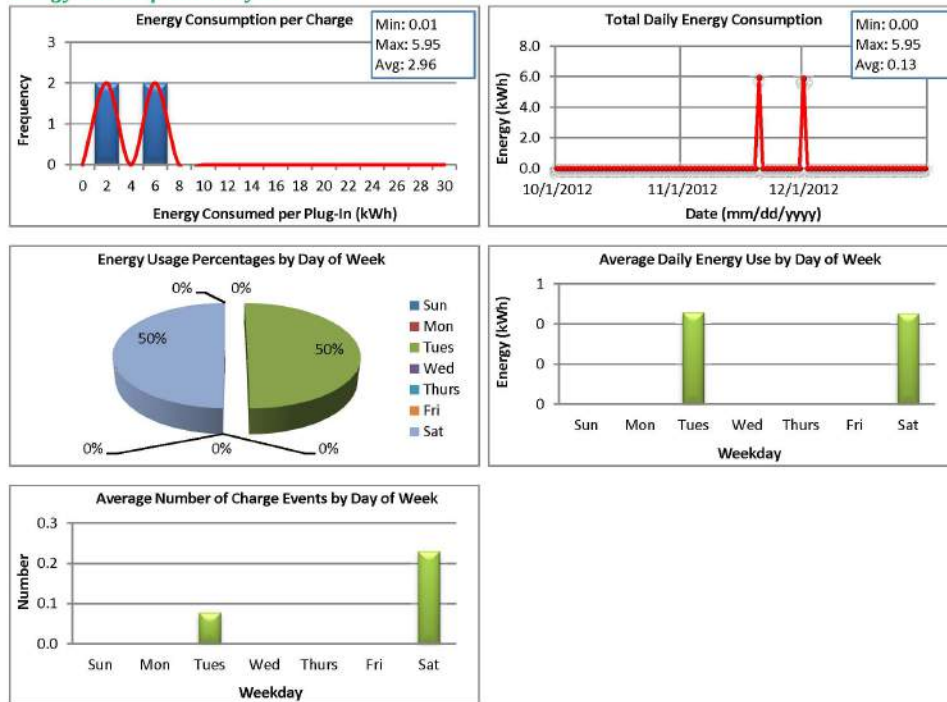 Energy Consumption per Charge
Min: 0.01
Max: 5.95
Avg: 2.96
3
2
1
0
Frequency
0 2 4 6 8 10 12 14 16 18 20 22 24 26 28 30
Energy Consumed per Plug-In (kWh)
Total Daily Energy Consumption
Min: 0.00
Max: 5.95
Avg: 0.13
8.0
6.0
4.0
2.0
0.0
Energy (kWh)
10/1/2012 11/1/2012 12/1/2012
Date (mm/dd/yyyy)
Energy Usage Percentages by Day of Week
0% 0%
50%
50%
0% 0% 0%
Sun
Mon
Tues
Wed
Thurs
Fri
Sat
Average Daily Energy Use by Day of Week
1
0
0
0
Energy (kWh)
Sun Mon Tues Wed Thurs Fri Sat
Weekday
Average Number of Charge Events by Day of Week
0.3
0.2
0.1
0.0
Number
Sun Mon Tues Wed Thurs Fri Sat
Weekday